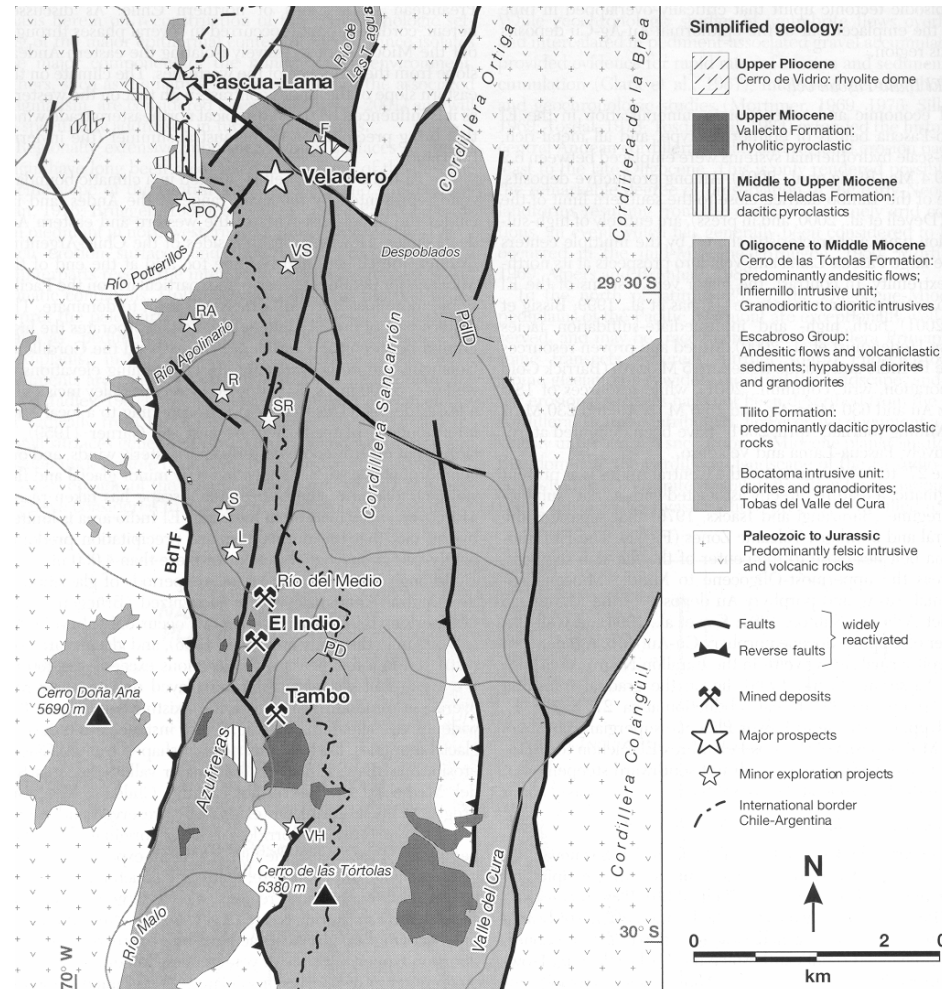 Pascua-Lama
Río de
Las Taguas
Cordillera Ortiga
Cordillera de la Brea
F
Veladero
PO
VS
Despoblados
Río Potrerillos
29° 30´S
RA
PdlD
Río Apolinario
R
SR
Cordillera Sancarrón
S
L
BdTF
Río del Medio
El Indio
PD
Cerro Doña Ana
5690 m
Tambo
Azufreras
Cordillera Colangüil
VH
Cerro de las Tórtolas
6380 m
Río Malo
Valle del Cura
30° S
70° W
Simplified geology:
Upper Pliocene
Cerro de Vidrio: rhyolite dome
Upper Miocene
Vallecito Formation:
rhyolitic pyroclastic
Middle to Upper Miocene
Vacas Heladas Formation:
dacitic pyroclastics
Oligocene to Middle Miocene
Cerro de las Tórtolas Formation:
predominantly andesitic flows;
Infiernillo intrusive unit;
Granodioritic to dioritic intrusives
Escabroso Group:
Andesitic flows and volcaniclastic
sediments; hypabyssal diorites
and granodiorites
Tilito Formation:
predominantly dacitic pyroclastic
rocks
Bocatoma intrusive unit:
diorites and granodiorites;
Tobas del Valle del Cura
Paleozoic to Jurassic
Predominantly felsic intrusive
and volcanic rocks
Faults
Reverse faults
widely
reactivated
Mined deposits
Major prospects
Minor exploration projects
International border
Chile-Argentina
N
0 2 0
km